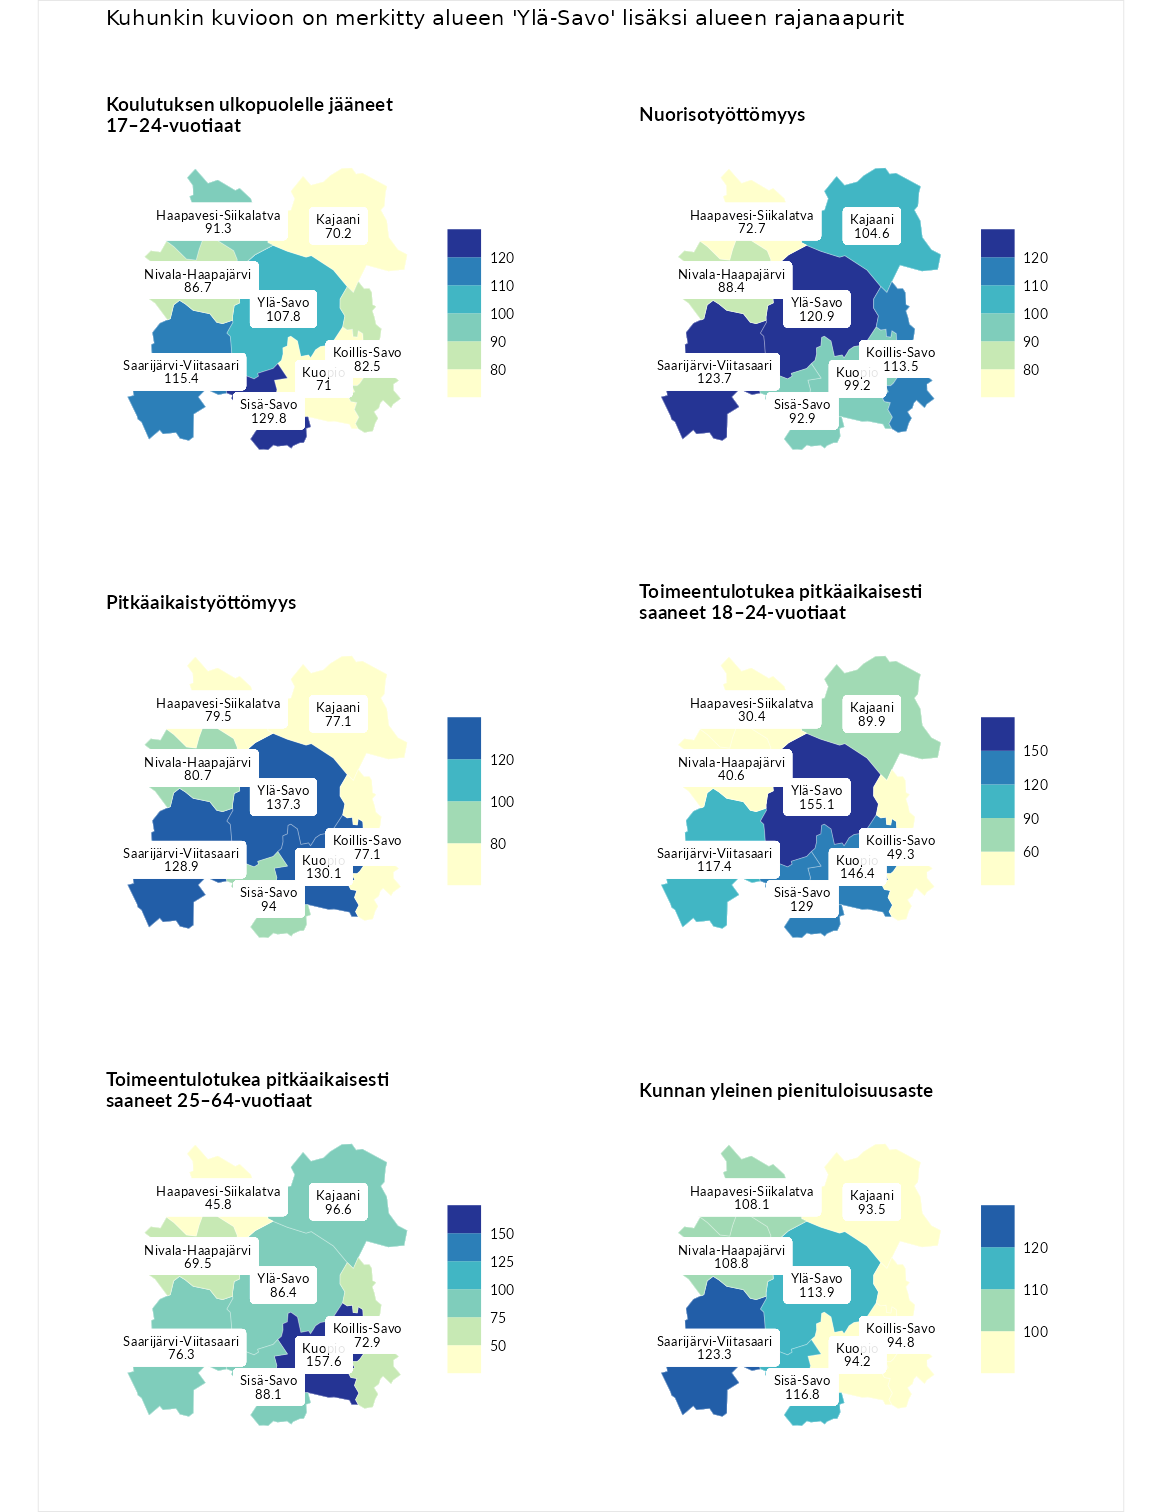 Kuhunkin kuvioon on merkitty alueen 'Ylä-Savo' lisäksi alueen rajanaapurit
Koulutuksen ulkopuolelle jääneet
17–24-vuotiaat
Haapavesi-Siikalatva
91.3
Kajaani
70.2
Nivala-Haapajärvi
86.7
Ylä-Savo
107.8
Koillis-Savo
82.5
Saarijärvi-Viitasaari
115.4
Kuopio
71
Sisä-Savo
129.8
120
110
100
90
80
Nuorisotyöttömyys
Haapavesi-Siikalatva
72.7
Kajaani
104.6
Nivala-Haapajärvi
88.4
Ylä-Savo
120.9
Koillis-Savo
113.5
Saarijärvi-Viitasaari
123.7
Kuopio
99.2
Sisä-Savo
92.9
120
110
100
90
80
Pitkäaikaistyöttömyys
Haapavesi-Siikalatva
79.5
Kajaani
77.1
Nivala-Haapajärvi
80.7
Ylä-Savo
137.3
Koillis-Savo
77.1
Saarijärvi-Viitasaari
128.9
Kuopio
130.1
Sisä-Savo
94
120
100
80
Toimeentulotukea pitkäaikaisesti
saaneet 18–24-vuotiaat
Haapavesi-Siikalatva
30.4
Kajaani
89.9
Nivala-Haapajärvi
40.6
Ylä-Savo
155.1
Koillis-Savo
49.3
Saarijärvi-Viitasaari
117.4
Kuopio
146.4
Sisä-Savo
129
150
120
90
60
Toimeentulotukea pitkäaikaisesti
saaneet 25–64-vuotiaat
Haapavesi-Siikalatva
45.8
Kajaani
96.6
Nivala-Haapajärvi
69.5
Ylä-Savo
86.4
Koillis-Savo
72.9
Saarijärvi-Viitasaari
76.3
Kuopio
157.6
Sisä-Savo
88.1
150
125
100
75
50
Kunnan yleinen pienituloisuusaste
Haapavesi-Siikalatva
108.1
Kajaani
93.5
Nivala-Haapajärvi
108.8
Ylä-Savo
113.9
Koillis-Savo
94.8
Saarijärvi-Viitasaari
123.3
Kuopio
94.2
Sisä-Savo
116.8
120
110
100